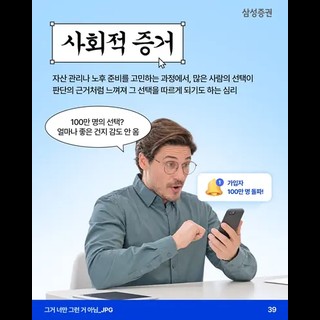 삼성증권
사회적 증거
자산 관리나 노후 준비를 고민하는 과정에서, 많은 사람의 선택이
판단의 근거처럼 느껴져 그 선택을 따르게 되기도 하는 심리
100만 명의 선택?
얼마나 좋은 건지 감도 안 옴
1
가입자
100만 명 돌파!
그거 너만 그런 거 아님_JPG
39